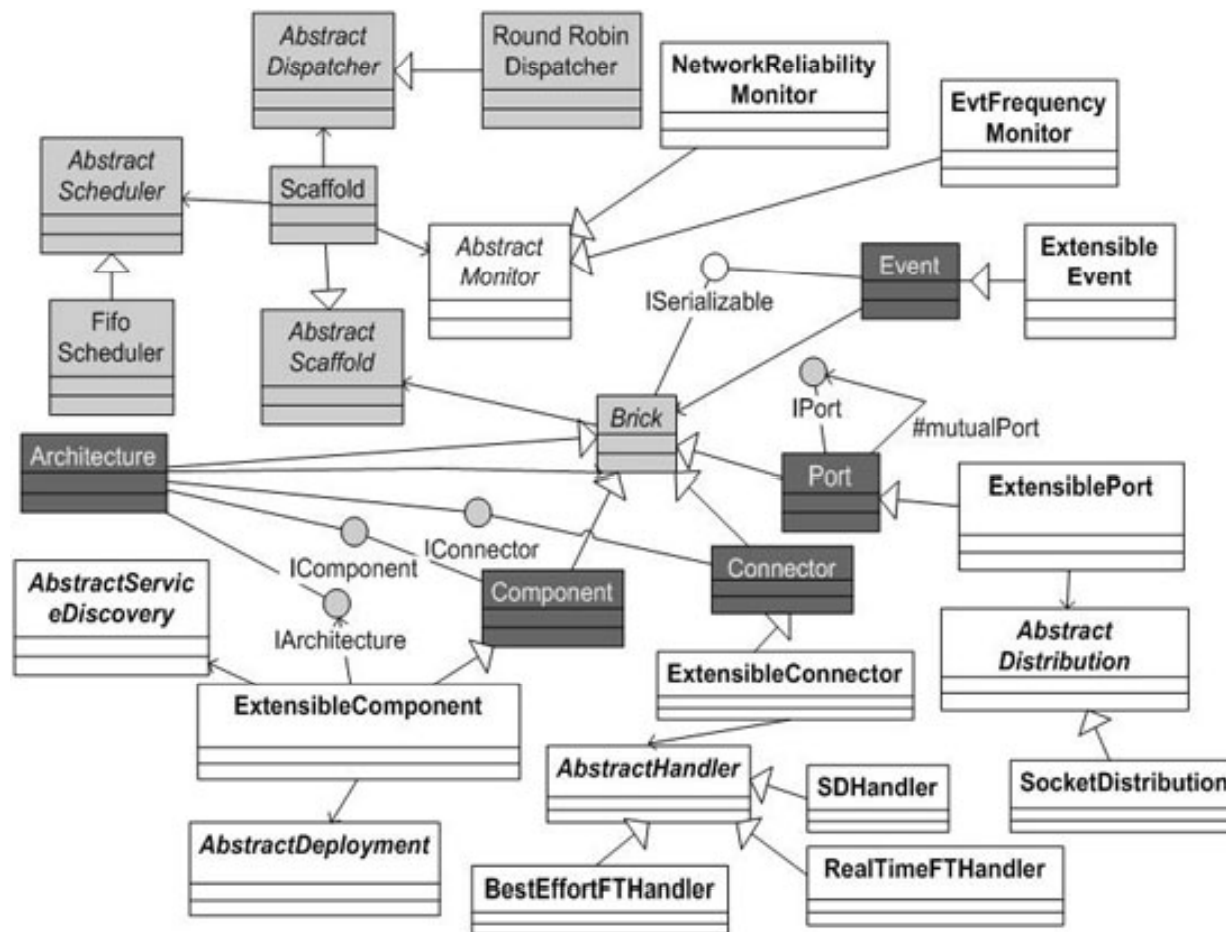 Abstract
Dispatcher
Round Robin
Dispatcher
NetworkReliability
Monitor
EvtFrequency
Monitor
Abstract
Scheduler
Scaffold
Abstract
Monitor
Event
Extensible
Event
ISerializable
Fifo
Scheduler
Abstract
Scaffold
IPort
Brick
#mutualPort
Architecture
Port
ExtensiblePort
IConnector
IComponent
Connector
Component
AbstractServic
eDiscovery
IArchitecture
Abstract
Distribution
ExtensibleConnector
ExtensibleComponent
AbstractHandler
SDHandler
SocketDistribution
AbstractDeployment
BestEffortFTHandler
RealTimeFTHandler